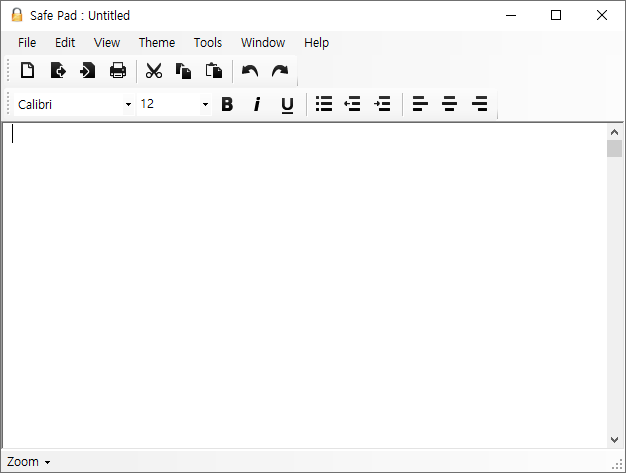 Safe Pad : Untitled
File Edit View Theme Tools Window Help
Calibri 12 B i U
Zoom